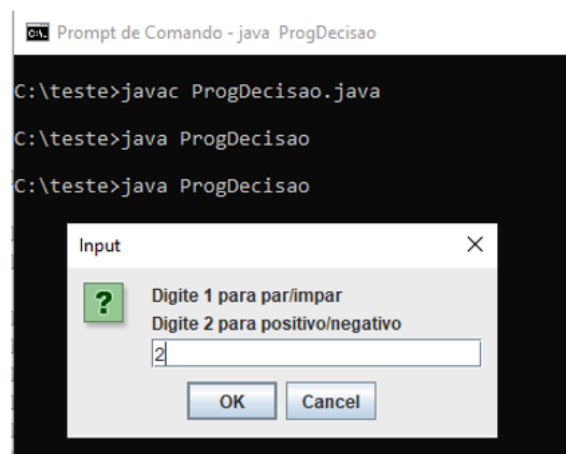 Prompt de Comando - java ProgDecisao
C:\teste>javac ProgDecisao.java
C:\teste>java ProgDecisao
C:\teste>java ProgDecisao
Input
?
Digite 1 para par/impar
Digite 2 para positivo/negativo
2
OK
Cancel